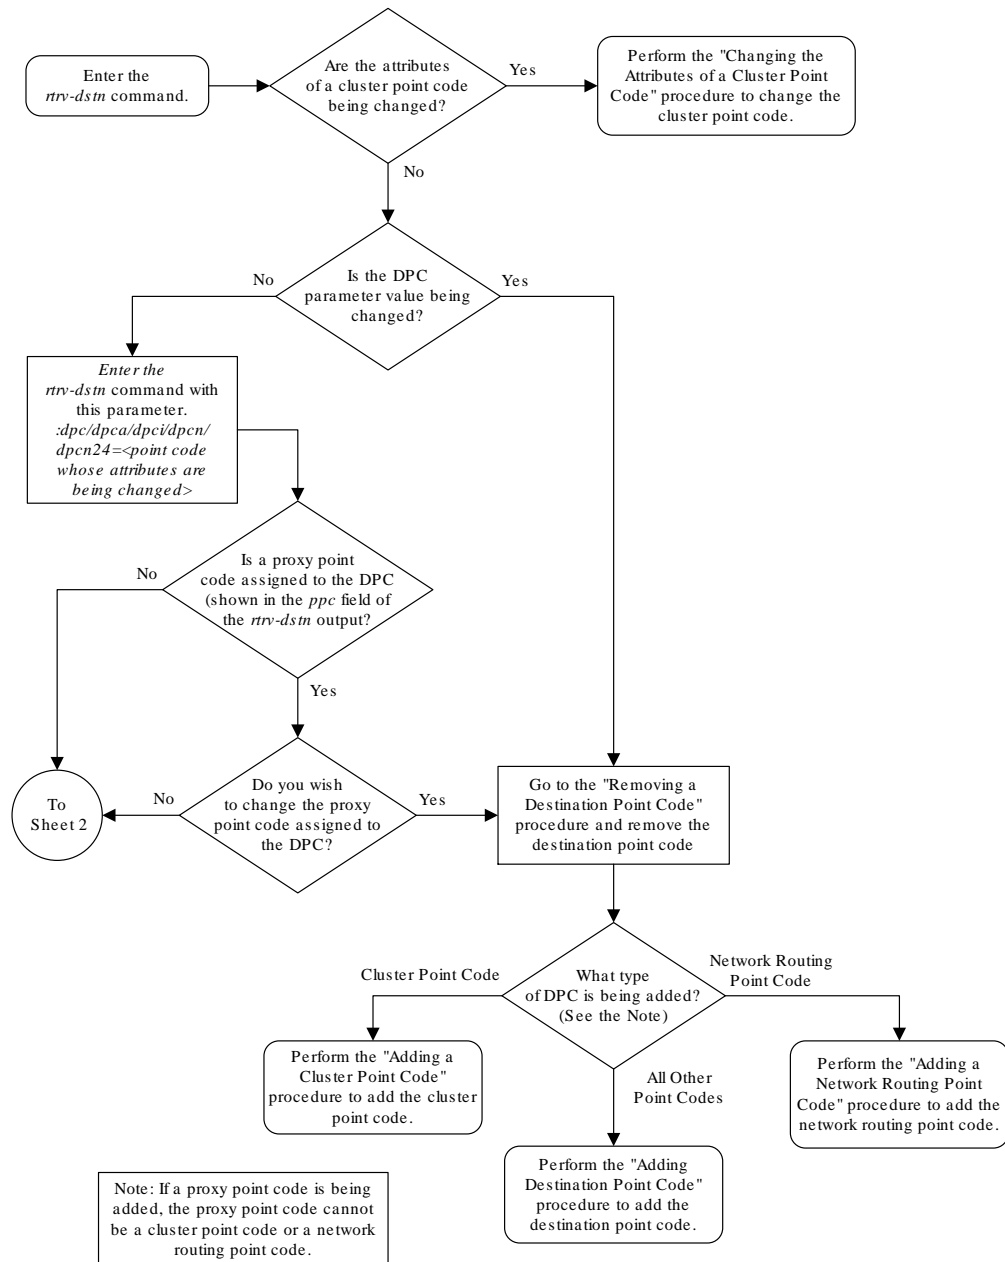 Enter the
rtrv-dstn command.
Are the attributes
of a cluster point code
being changed?
Yes
Perform the "Changing the
Attributes of a Cluster Point
Code" procedure to change the
cluster point code.
No
Is the DPC
parameter value being
changed?
No
Yes
Enter the
rtrv-dstn command with
this parameter.
:dpc/dpca/dpci/dpcn/
dpcn24=<point code
whose attributes are
being changed>
Is a proxy point
code assigned to the DPC
(shown in the ppc field of
the rtrv-dstn output?
No
Yes
To
Sheet 2
No
Do you wish
to change the proxy
point code assigned to
the DPC?
Yes
Go to the "Removing a
Destination Point Code"
procedure and remove the
destination point code
What type
of DPC is being added?
(See the Note)
Cluster Point Code
Network Routing
Point Code
All Other
Point Codes
Perform the "Adding a
Cluster Point Code"
procedure to add the cluster
point code.
Perform the "Adding a
Network Routing Point
Code" procedure to add the
network routing point code.
Perform the "Adding
Destination Point Code"
procedure to add the
destination point code.
Note: If a proxy point code is being
added, the proxy point code cannot
be a cluster point code or a network
routing point code.